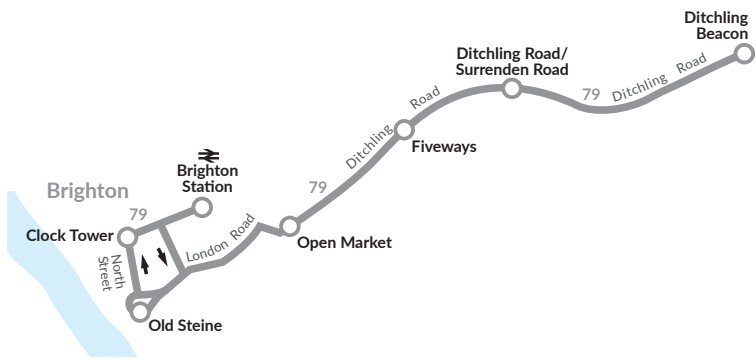 Ditchling
Beacon
Ditchling Road/
Surrenden Road
79
Ditchling Road
Road
Ditchling
Fiveways
79
Brighton
Station
Brighton
79
Clock Tower
London Road
Open Market
North
Street
Old Steine